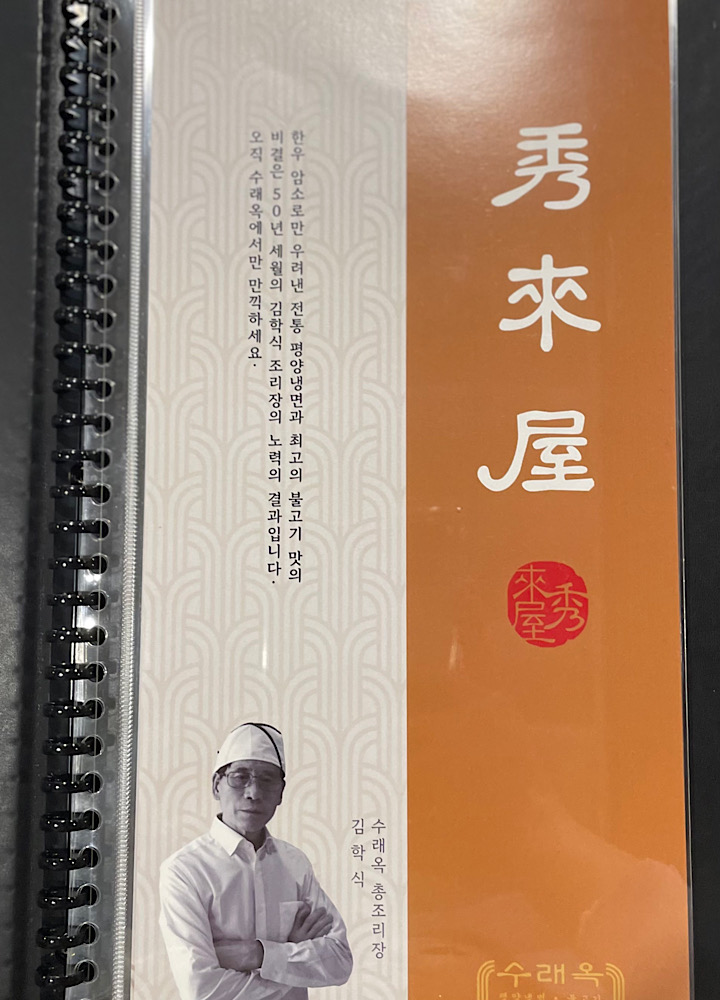 秀來屋
秀來屋
한우 암소로만 우려낸 전통 평양냉면과 최고의 불고기 맛의
비결은 50년 세월의 김학식 조리장의 노력의 결과입니다.
오직 수래옥에서만 만끽하세요.
수래옥 총조리장
김학식
수래옥